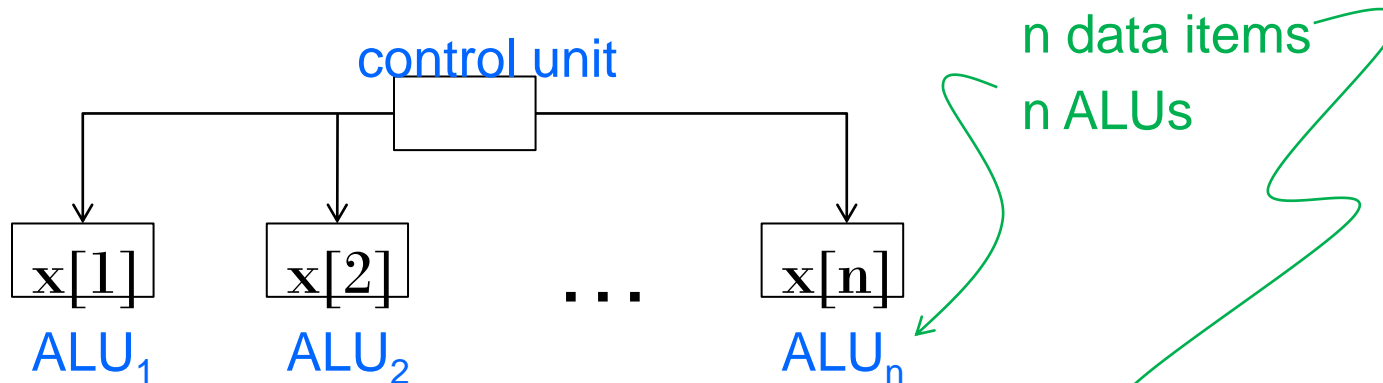 control unit
n data items
n ALUs
x[1] x[2] ... x[n]
ALU₁ ALU₂ ALUₙ